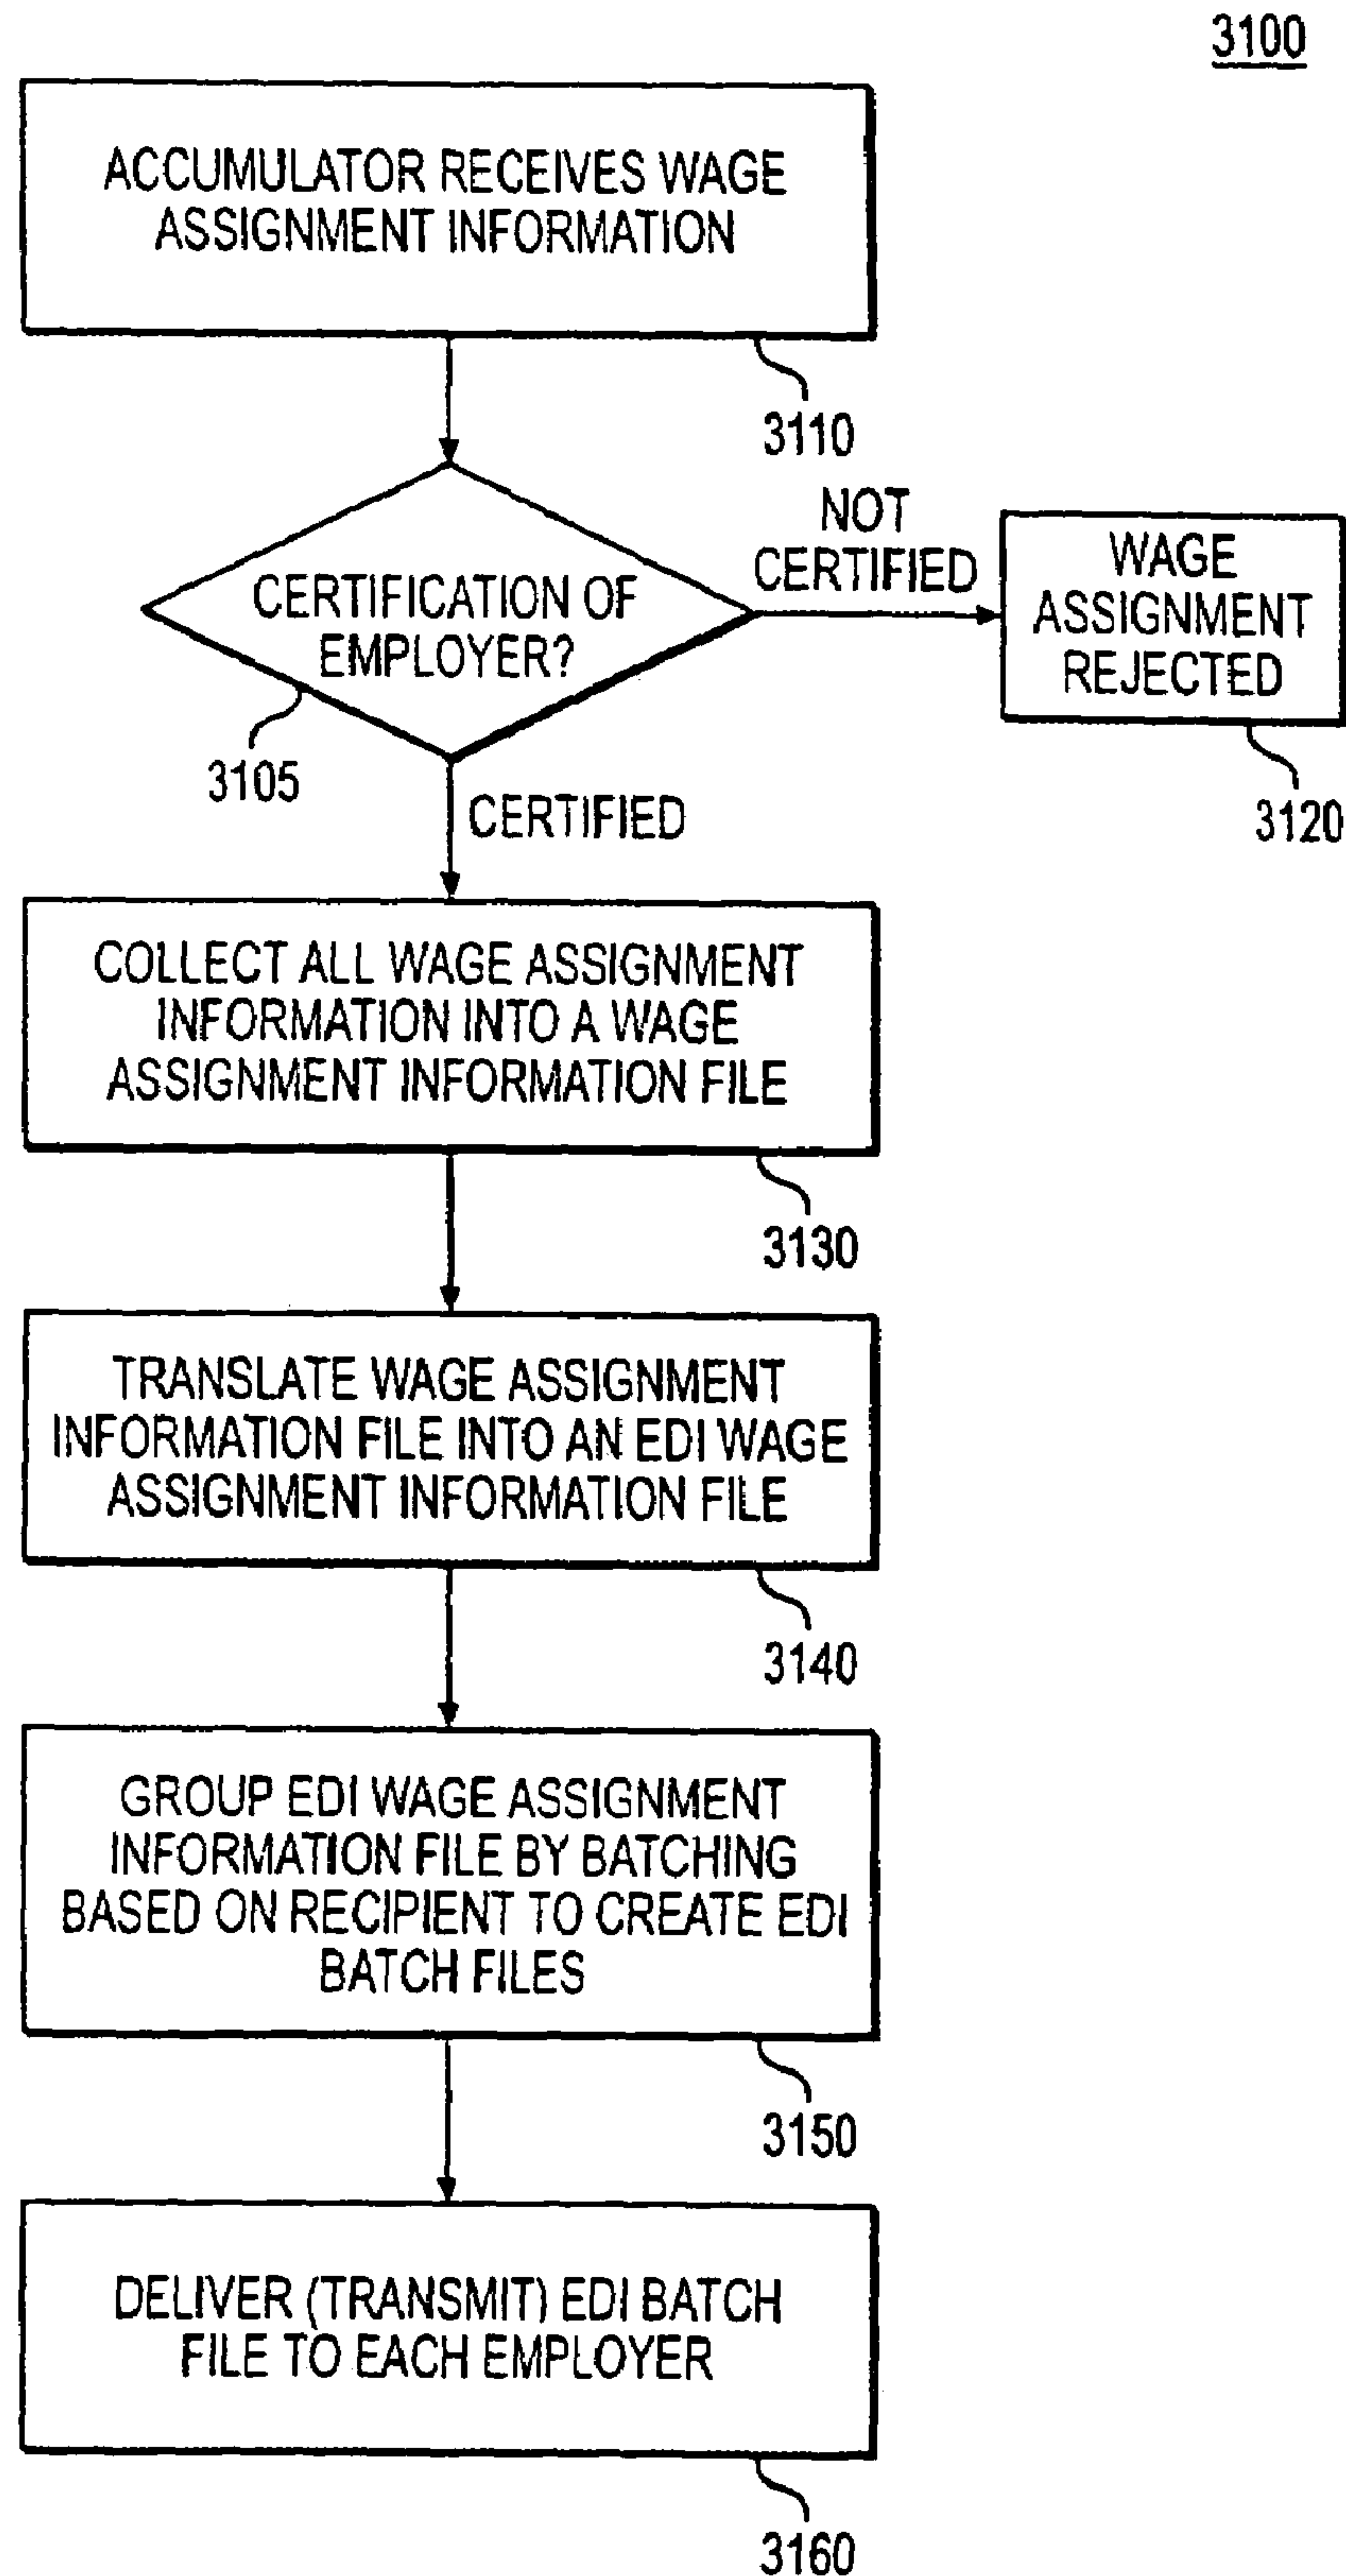 3100
ACCUMULATOR RECEIVES WAGE
ASSIGNMENT INFORMATION
3110
CERTIFICATION OF
EMPLOYER?
3105
NOT
CERTIFIED
WAGE
ASSIGNMENT
REJECTED
3120
CERTIFIED
COLLECT ALL WAGE ASSIGNMENT
INFORMATION INTO A WAGE
ASSIGNMENT INFORMATION FILE
3130
TRANSLATE WAGE ASSIGNMENT
INFORMATION FILE INTO AN EDI WAGE
ASSIGNMENT INFORMATION FILE
3140
GROUP EDI WAGE ASSIGNMENT
INFORMATION FILE BY BATCHING
BASED ON RECIPIENT TO CREATE EDI
BATCH FILES
3150
DELIVER (TRANSMIT) EDI BATCH
FILE TO EACH EMPLOYER
3160